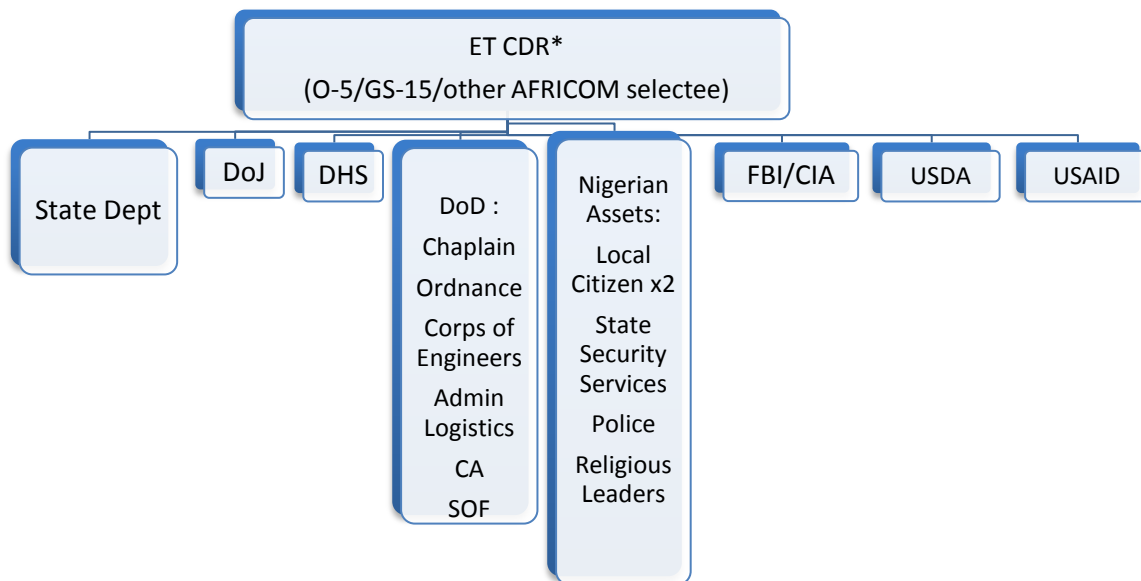 ET CDR*
(O-5/GS-15/other AFRICOM selectee)
State Dept
DoJ
DHS
DoD :
Chaplain
Ordnance
Corps of
Engineers
Admin
Logistics
CA
SOF
Nigerian
Assets:
Local
Citizen x2
State
Security
Services
Police
Religious
Leaders
FBI/CIA
USDA
USAID